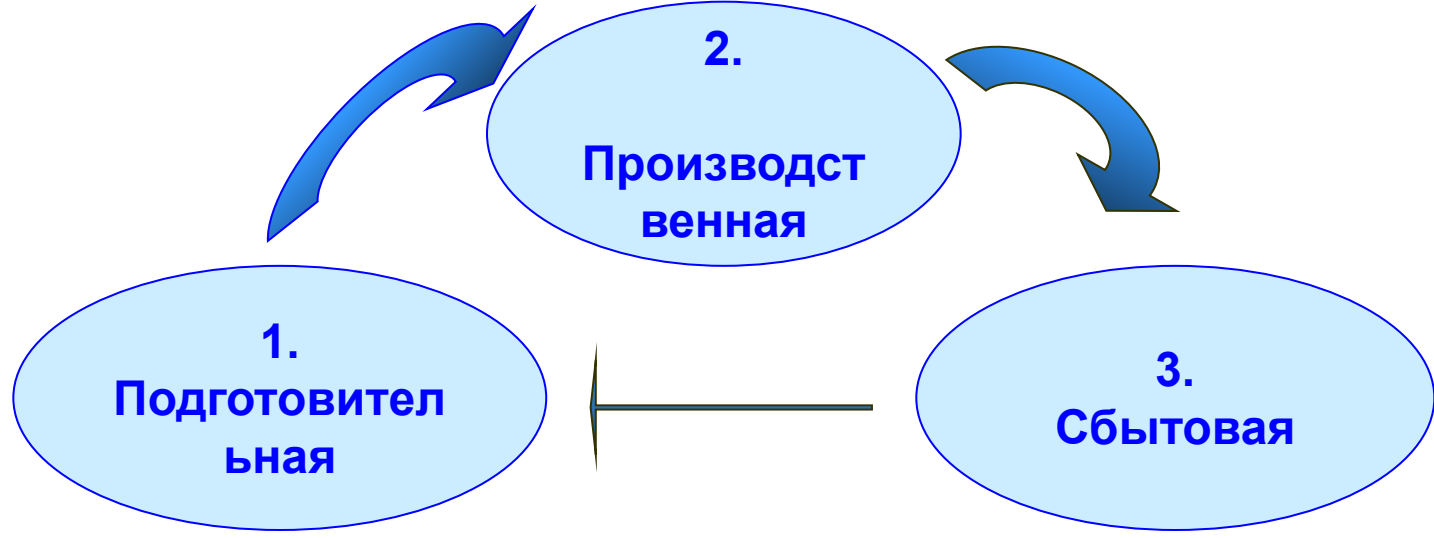 1.
Подготовител
ьная
2.
Производст
венная
3.
Сбытовая